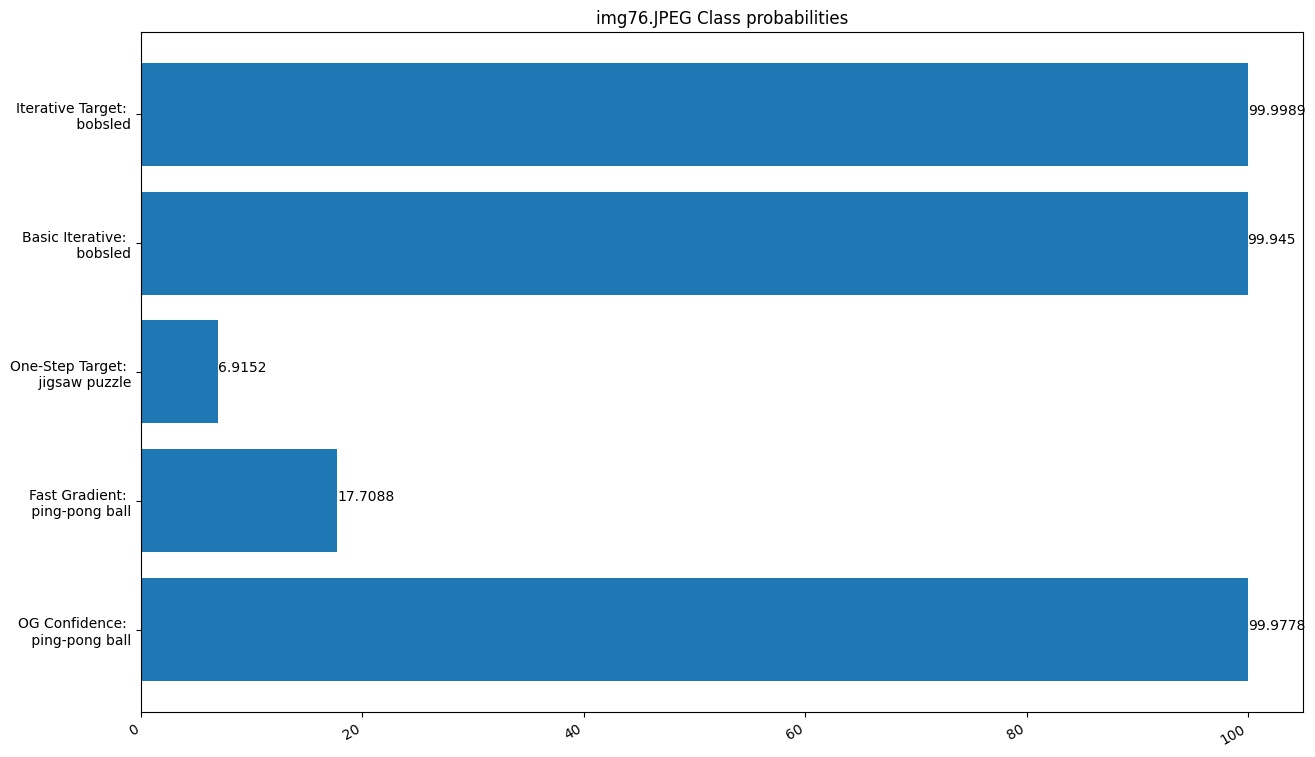 img76.JPEG Class probabilities
Iterative Target:
bobsled
99.9989
Basic Iterative:
bobsled
99.945
One-Step Target:
jigsaw puzzle
6.9152
Fast Gradient:
ping-pong ball
17.7088
OG Confidence:
ping-pong ball
99.9778
0
20
40
60
80
100